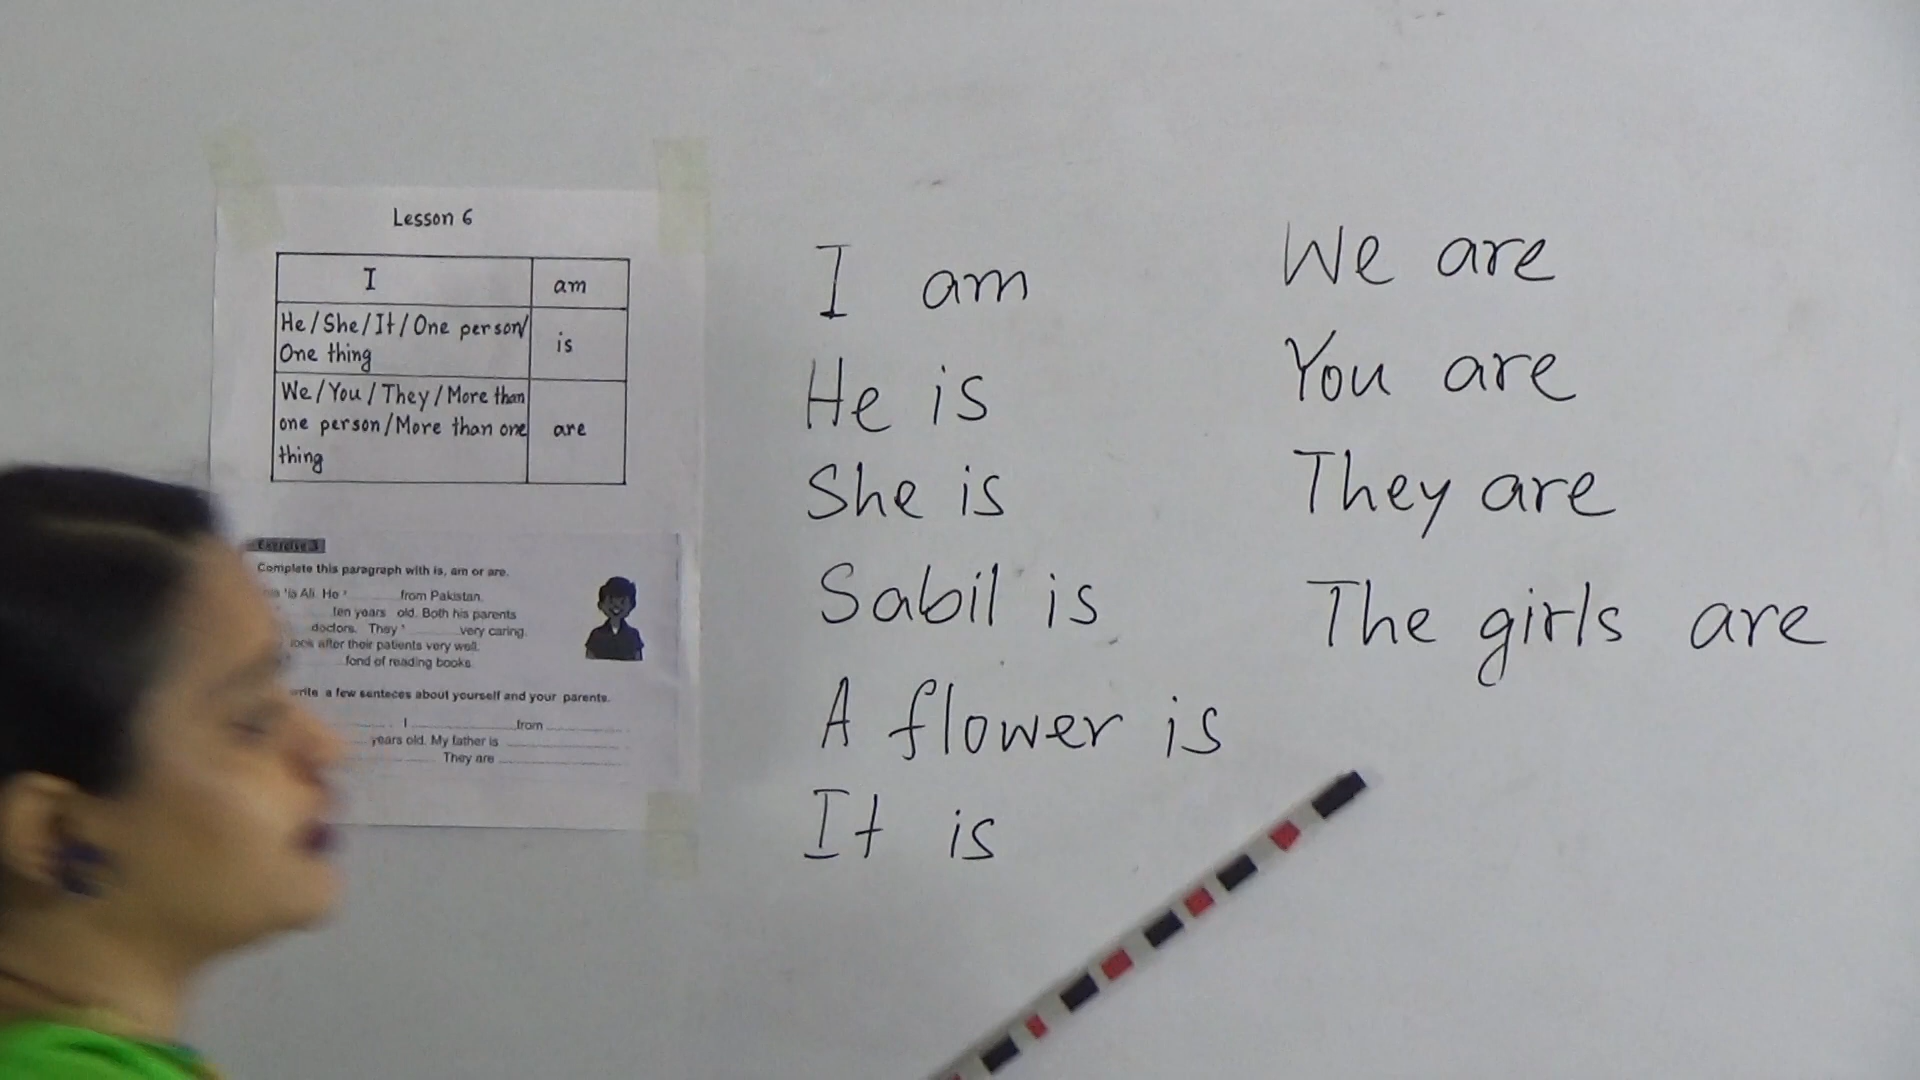 Lesson 6
I am
He/She/It/One person/ is
One thing
We/You/They/More than
one person/More than one are
thing
Exercise 3
Complete this paragraph with is, am or are.
is Ali. He from Pakistan.
ten years old. Both his parents
doctors. They very caring.
look after their patients very well.
fond of reading books.
a few senteces about yourself and your parents.
I from
years old. My father is
They are
I am
He is
She is
Sabil is
A flower is
It is
We are
You are
They are
The girls are